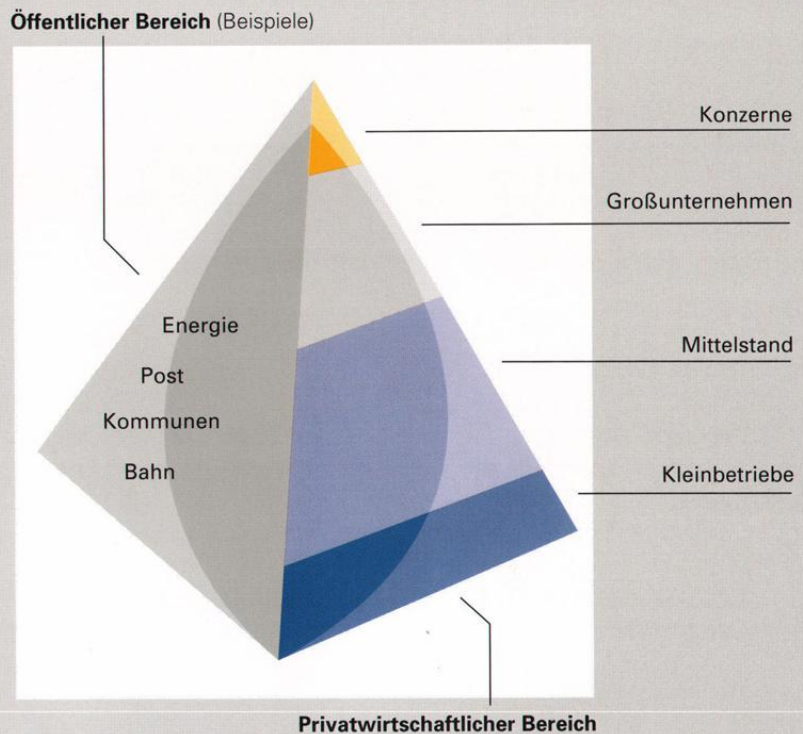 Öffentlicher Bereich (Beispiele)
Konzerne
Großunternehmen
Energie
Mittelstand
Post
Kommunen
Bahn
Kleinbetriebe
Privatwirtschaftlicher Bereich